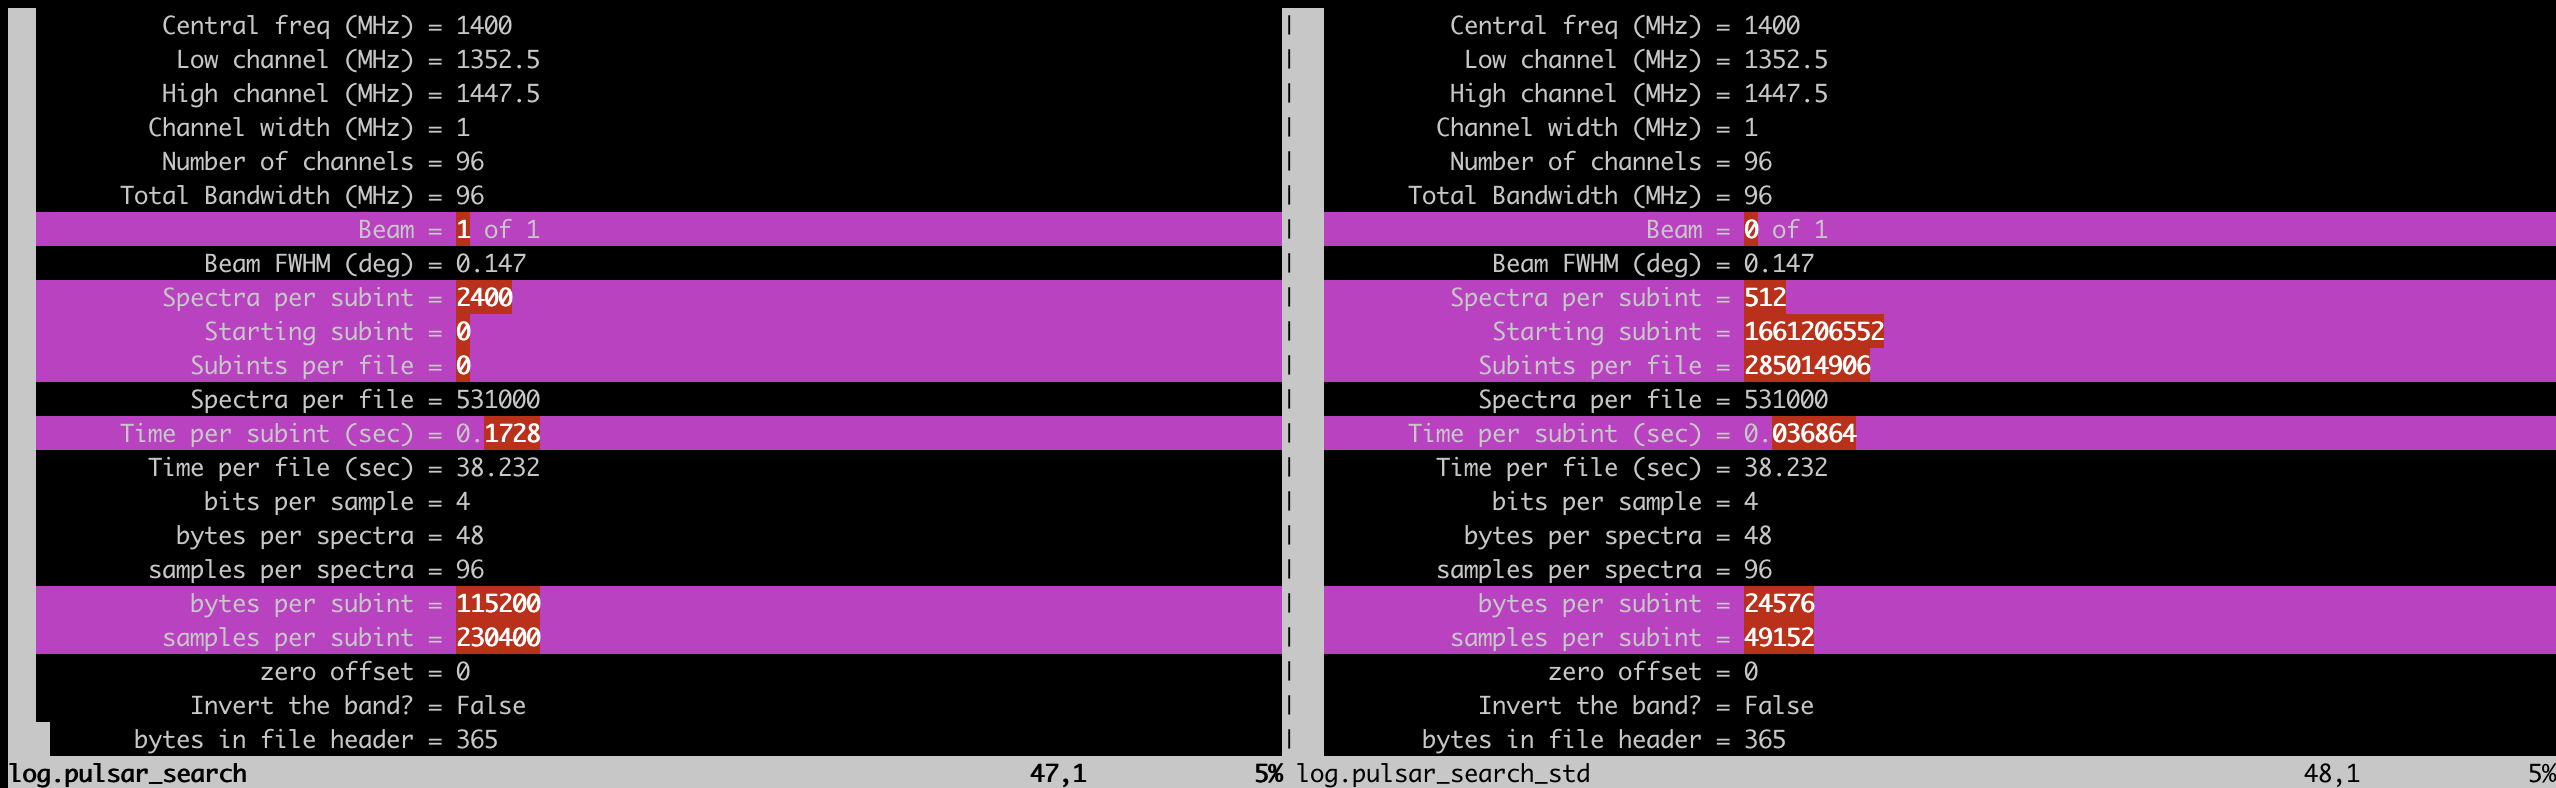 Central freq (MHz) = 1400
Low channel (MHz) = 1352.5
High channel (MHz) = 1447.5
Channel width (MHz) = 1
Number of channels = 96
Total Bandwidth (MHz) = 96
Beam = 1 of 1
Beam FWHM (deg) = 0.147
Spectra per subint = 2400
Starting subint = 0
Subints per file = 0
Spectra per file = 531000
Time per subint (sec) = 0.1728
Time per file (sec) = 38.232
bits per sample = 4
bytes per spectra = 48
samples per spectra = 96
bytes per subint = 115200
samples per subint = 230400
zero offset = 0
Invert the band? = False
bytes in file header = 365
log.pulsar_search 47,1 5%
Central freq (MHz) = 1400
Low channel (MHz) = 1352.5
High channel (MHz) = 1447.5
Channel width (MHz) = 1
Number of channels = 96
Total Bandwidth (MHz) = 96
Beam = 0 of 1
Beam FWHM (deg) = 0.147
Spectra per subint = 512
Starting subint = 1661206552
Subints per file = 285014906
Spectra per file = 531000
Time per subint (sec) = 0.036864
Time per file (sec) = 38.232
bits per sample = 4
bytes per spectra = 48
samples per spectra = 96
bytes per subint = 24576
samples per subint = 49152
zero offset = 0
Invert the band? = False
bytes in file header = 365
log.pulsar_search_std 48,1 5%